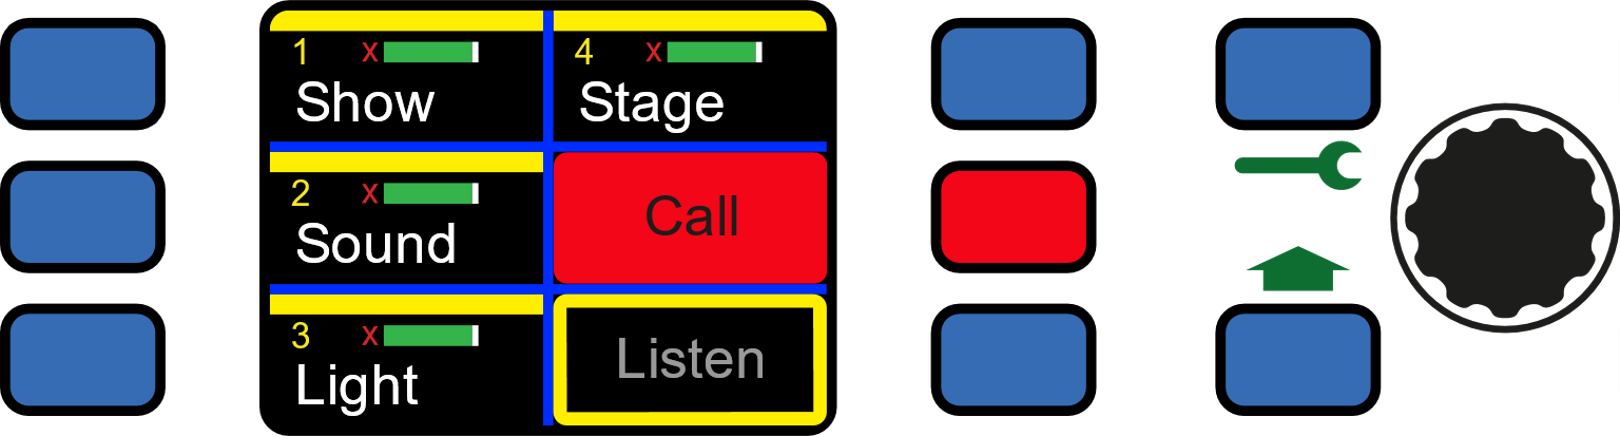 1 X
Show
4 X
Stage
2 X
Sound
Call
3 X
Light
Listen